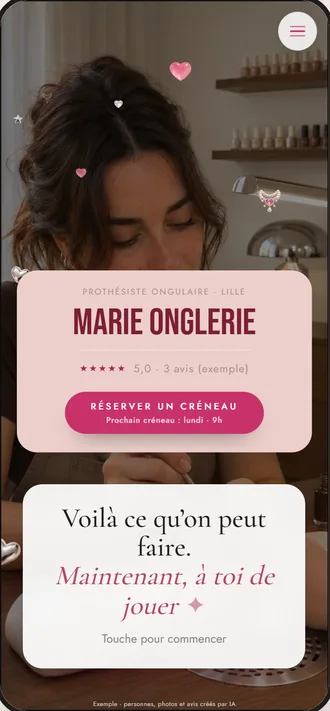 PROTHÉSISTE ONGULAIRE · LILLE
MARIE ONGLERIE
★★★★★ 5,0 · 3 avis (exemple)
RÉSERVER UN CRÉNEAU
Prochain créneau : lundi · 9h
Voilà ce qu'on peut
faire.
Maintenant, à toi de
jouer ✦
Touche pour commencer
Exemple · personnes, photos et avis créés par IA